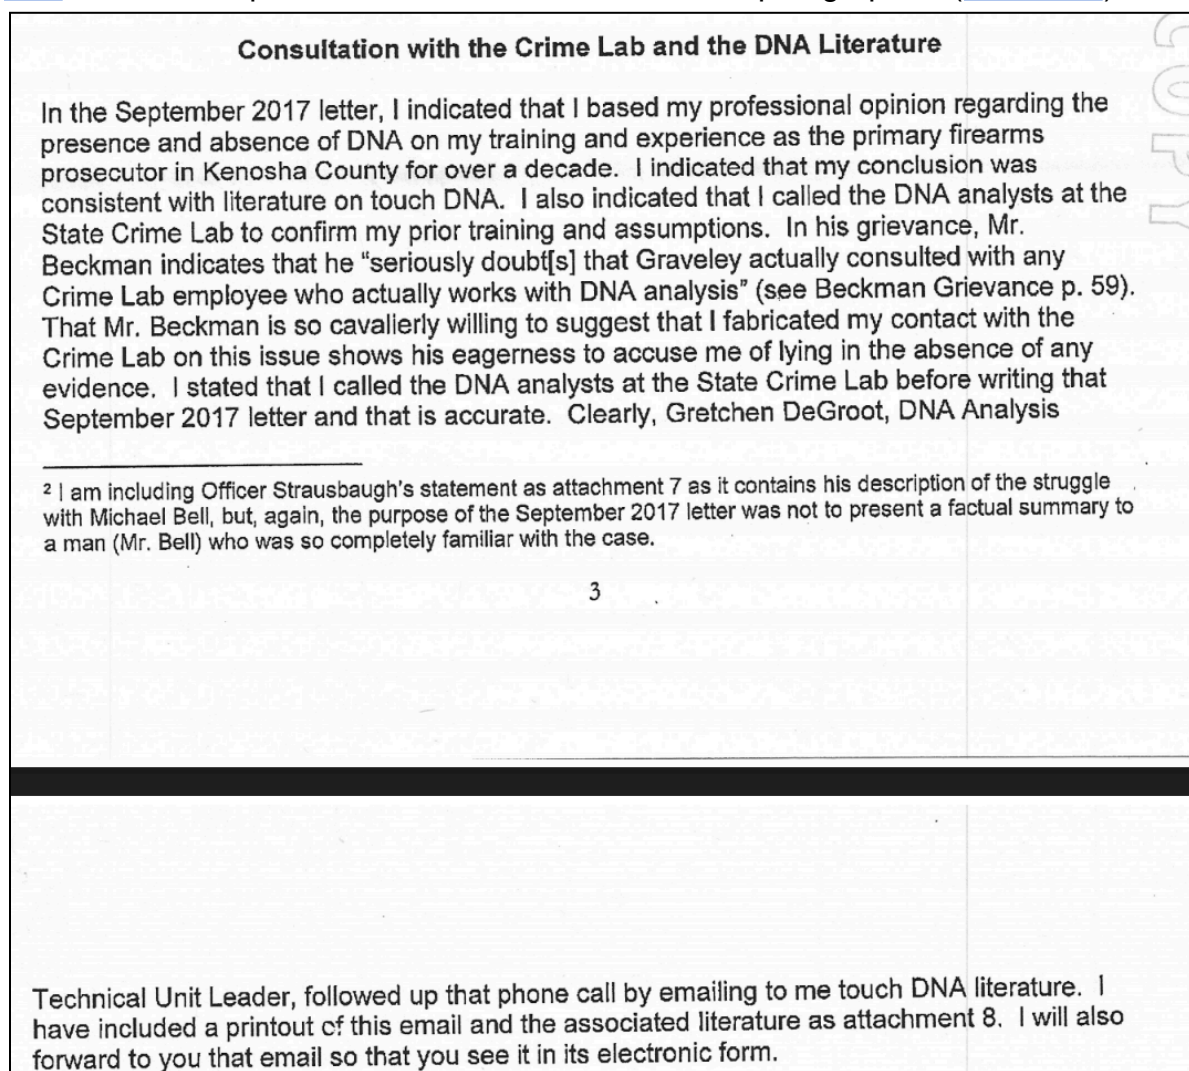 Consultation with the Crime Lab and the DNA Literature
In the September 2017 letter, I indicated that I based my professional opinion regarding the
presence and absence of DNA on my training and experience as the primary firearms
prosecutor in Kenosha County for over a decade.  I indicated that my conclusion was
consistent with literature on touch DNA.  I also indicated that I called the DNA analysts at the
State Crime Lab to confirm my prior training and assumptions.  In his grievance, Mr.
Beckman indicates that he “seriously doubt[s] that Graveley actually consulted with any
Crime Lab employee who actually works with DNA analysis” (see Beckman Grievance p. 59).
That Mr. Beckman is so cavalierly willing to suggest that I fabricated my contact with the
Crime Lab on this issue shows his eagerness to accuse me of lying in the absence of any
evidence.  I stated that I called the DNA analysts at the State Crime Lab before writing that
September 2017 letter and that is accurate.  Clearly, Gretchen DeGroot, DNA Analysis
2 I am including Officer Strausbaugh’s statement as attachment 7 as it contains his description of the struggle
with Michael Bell, but, again, the purpose of the September 2017 letter was not to present a factual summary to
a man (Mr. Bell) who was so completely familiar with the case.
3
COPY
Technical Unit Leader, followed up that phone call by emailing to me touch DNA literature.  I
have included a printout of this email and the associated literature as attachment 8.  I will also
forward to you that email so that you see it in its electronic form.